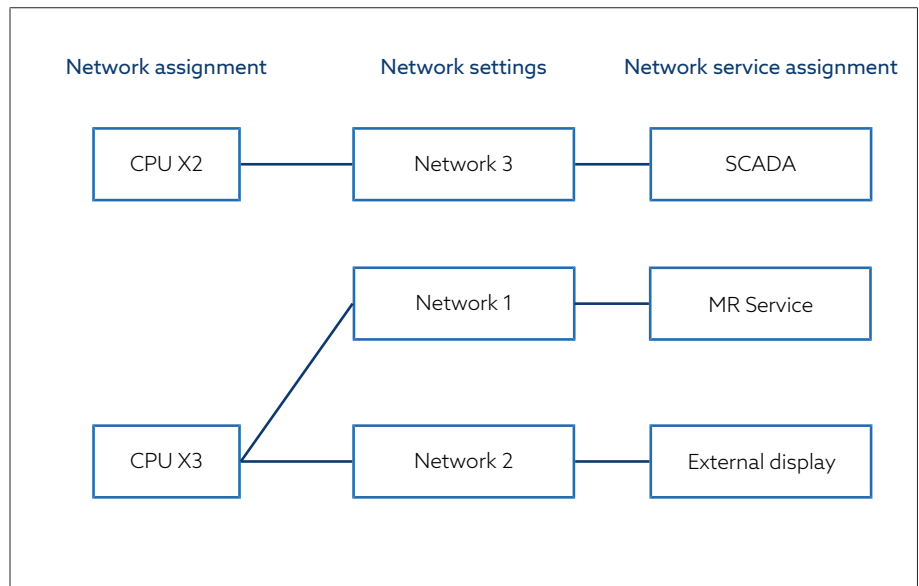 Network assignment
Network settings
Network service assignment
CPU X2
Network 3
SCADA
Network 1
MR Service
CPU X3
Network 2
External display